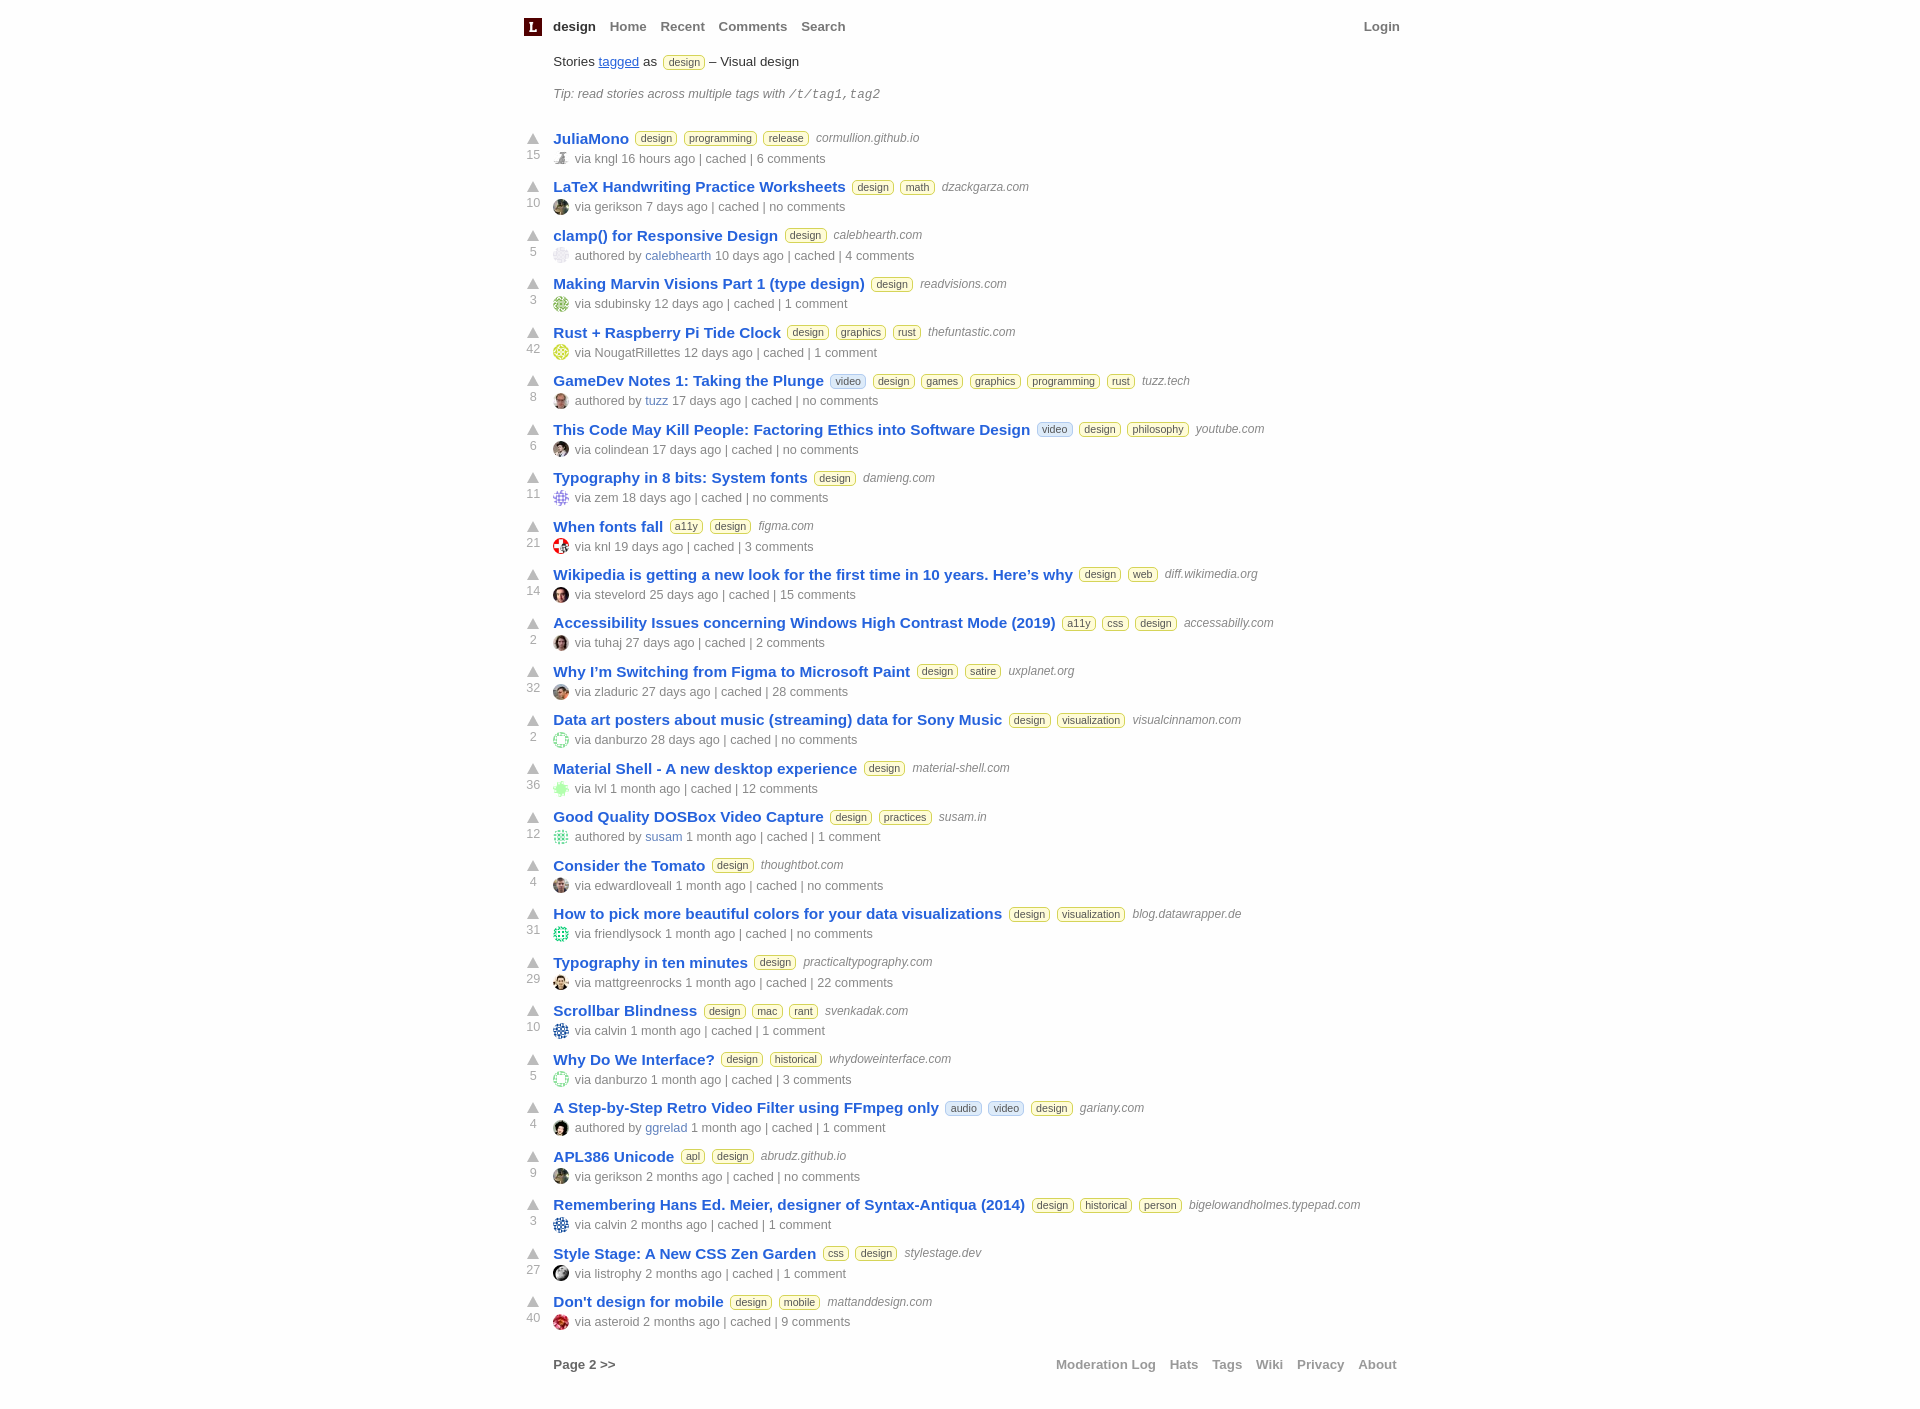 L design Home Recent Comments Search Login
Stories tagged as design – Visual design
Tip: read stories across multiple tags with /t/tag1,tag2
JuliaMono design programming release cormullion.github.io
15 via kngl 16 hours ago | cached | 6 comments
LaTeX Handwriting Practice Worksheets design math dzackgarza.com
10 via gerikson 7 days ago | cached | no comments
clamp() for Responsive Design design calebhearth.com
5 authored by calebhearth 10 days ago | cached | 4 comments
Making Marvin Visions Part 1 (type design) design readvisions.com
3 via sdubinsky 12 days ago | cached | 1 comment
Rust + Raspberry Pi Tide Clock design graphics rust thefuntastic.com
42 via NougatRillettes 12 days ago | cached | 1 comment
GameDev Notes 1: Taking the Plunge video design games graphics programming rust tuzz.tech
8 authored by tuzz 17 days ago | cached | no comments
This Code May Kill People: Factoring Ethics into Software Design video design philosophy youtube.com
6 via colindean 17 days ago | cached | no comments
Typography in 8 bits: System fonts design damieng.com
11 via zem 18 days ago | cached | no comments
When fonts fall a11y design figma.com
21 via knl 19 days ago | cached | 3 comments
Wikipedia is getting a new look for the first time in 10 years. Here’s why design web diff.wikimedia.org
14 via stevelord 25 days ago | cached | 15 comments
Accessibility Issues concerning Windows High Contrast Mode (2019) a11y css design accessabilly.com
2 via tuhaj 27 days ago | cached | 2 comments
Why I’m Switching from Figma to Microsoft Paint design satire uxplanet.org
32 via zladuric 27 days ago | cached | 28 comments
Data art posters about music (streaming) data for Sony Music design visualization visualcinnamon.com
2 via danburzo 28 days ago | cached | no comments
Material Shell - A new desktop experience design material-shell.com
36 via lvl 1 month ago | cached | 12 comments
Good Quality DOSBox Video Capture design practices susam.in
12 authored by susam 1 month ago | cached | 1 comment
Consider the Tomato design thoughtbot.com
4 via edwardloveall 1 month ago | cached | no comments
How to pick more beautiful colors for your data visualizations design visualization blog.datawrapper.de
31 via friendlysock 1 month ago | cached | no comments
Typography in ten minutes design practicaltypography.com
29 via mattgreenrocks 1 month ago | cached | 22 comments
Scrollbar Blindness design mac rant svenkadak.com
10 via calvin 1 month ago | cached | 1 comment
Why Do We Interface? design historical whydoweinterface.com
5 via danburzo 1 month ago | cached | 3 comments
A Step-by-Step Retro Video Filter using FFmpeg only audio video design gariany.com
4 authored by ggrelad 1 month ago | cached | 1 comment
APL386 Unicode apl design abrudz.github.io
9 via gerikson 2 months ago | cached | no comments
Remembering Hans Ed. Meier, designer of Syntax-Antiqua (2014) design historical person bigelowandholmes.typepad.com
3 via calvin 2 months ago | cached | 1 comment
Style Stage: A New CSS Zen Garden css design stylestage.dev
27 via listrophy 2 months ago | cached | 1 comment
Don't design for mobile design mobile mattanddesign.com
40 via asteroid 2 months ago | cached | 9 comments
Page 2 >> Moderation Log Hats Tags Wiki Privacy About